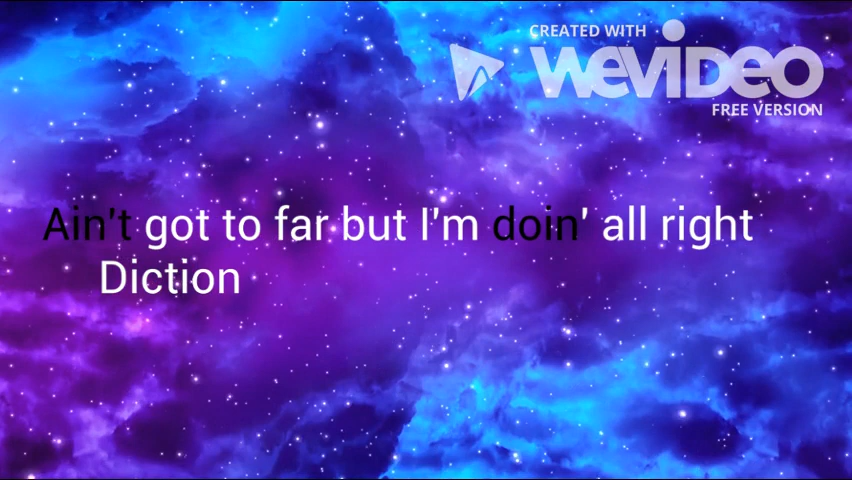 CREATED WITH
WEVIDEO
FREE VERSION
Ain't got to far but I'm doin' all right
Diction